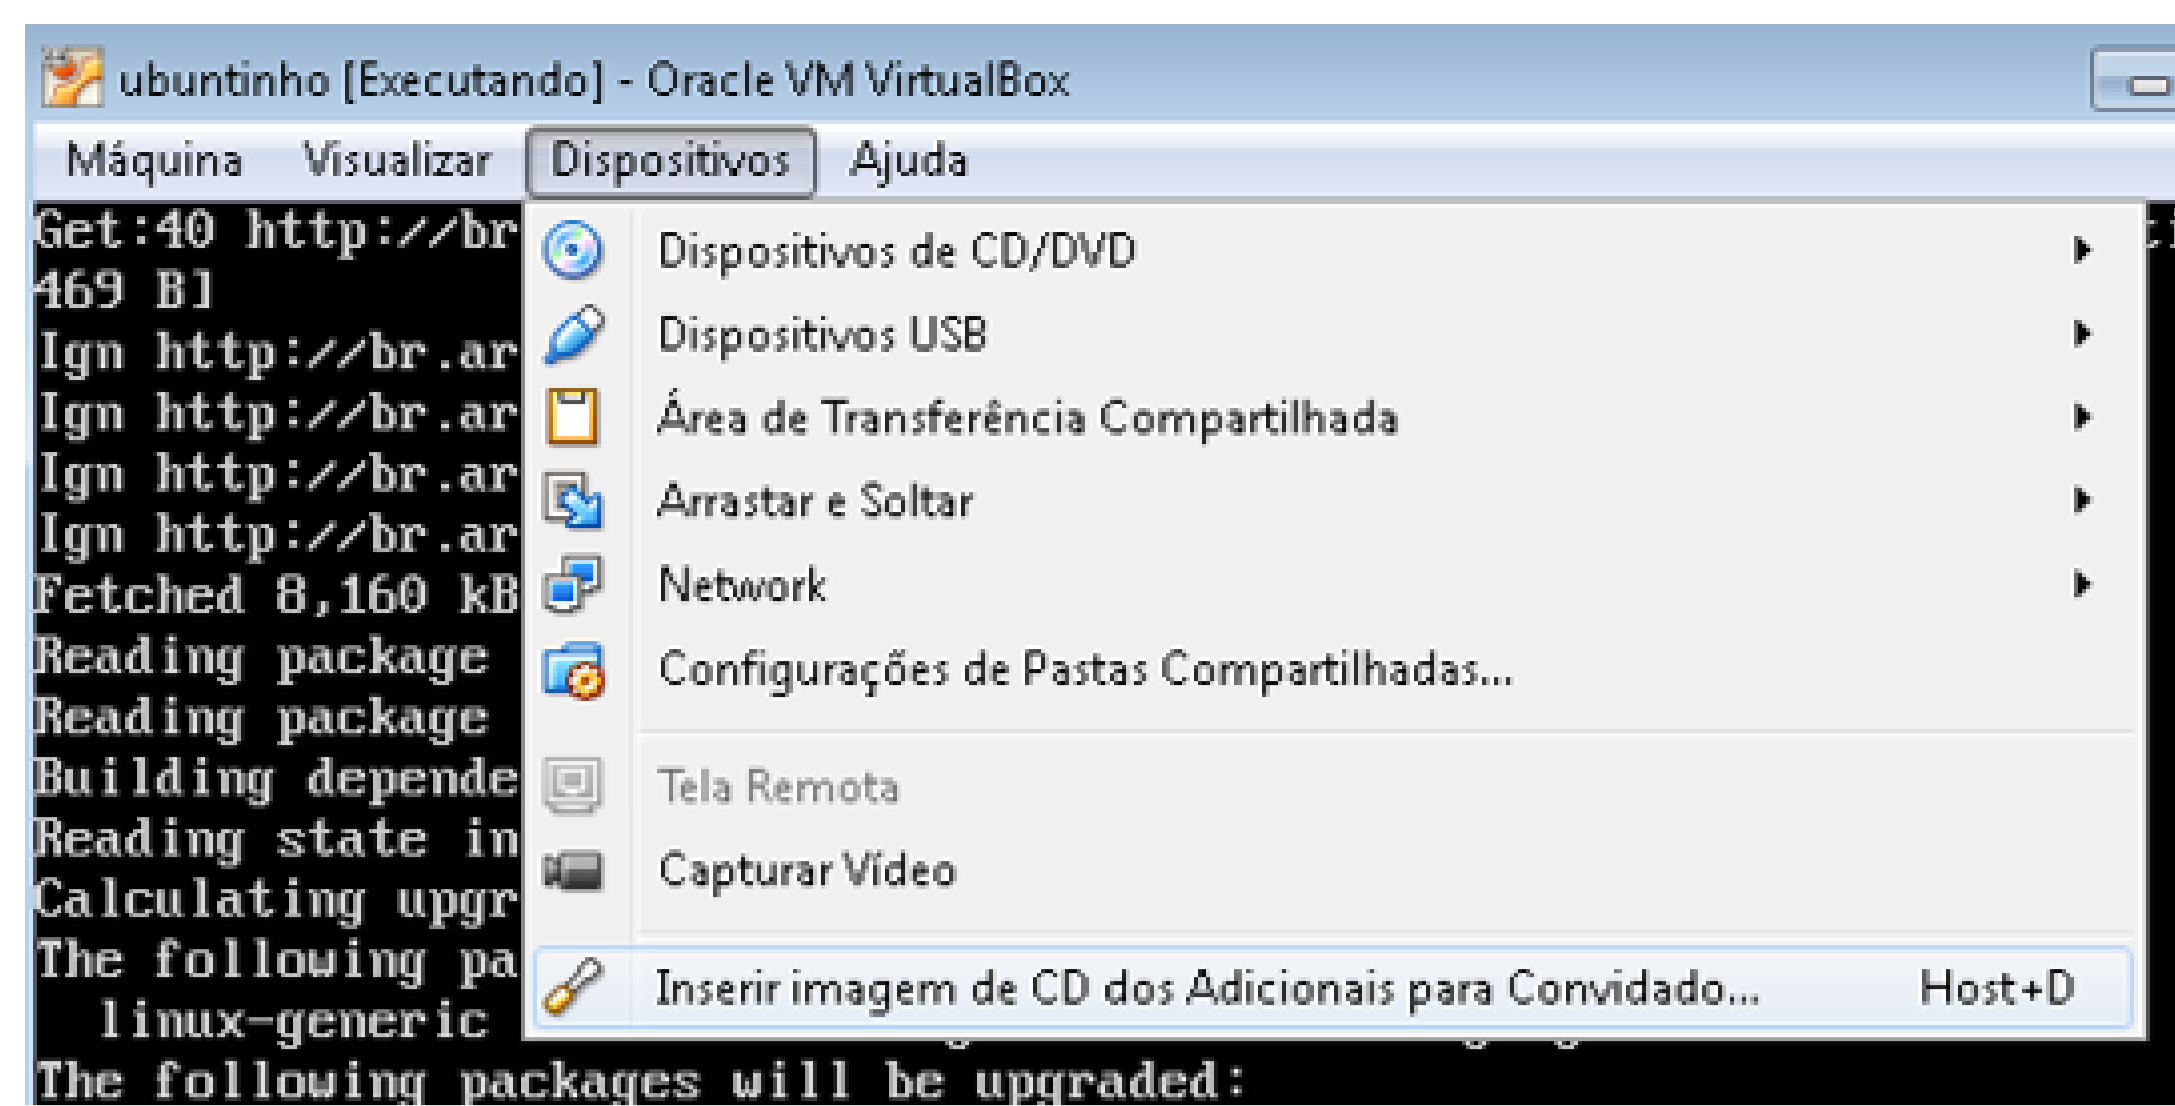 ubuntinho [Executando] - Oracle VM VirtualBox
Máquina Visualizar Dispositivos Ajuda
Get:40 http://br
469 B]
Ign http://br.ar
Ign http://br.ar
Ign http://br.ar
Ign http://br.ar
Fetched 8,160 kB
Reading package
Reading package
Building depende
Reading state in
Calculating upgr
The following pa
linux-generic
The following packages will be upgraded:
Dispositivos de CD/DVD
Dispositivos USB
Área de Transferência Compartilhada
Arrastar e Soltar
Network
Configurações de Pastas Compartilhadas...
Tela Remota
Capturar Vídeo
Inserir imagem de CD dos Adicionais para Convidado... Host+D